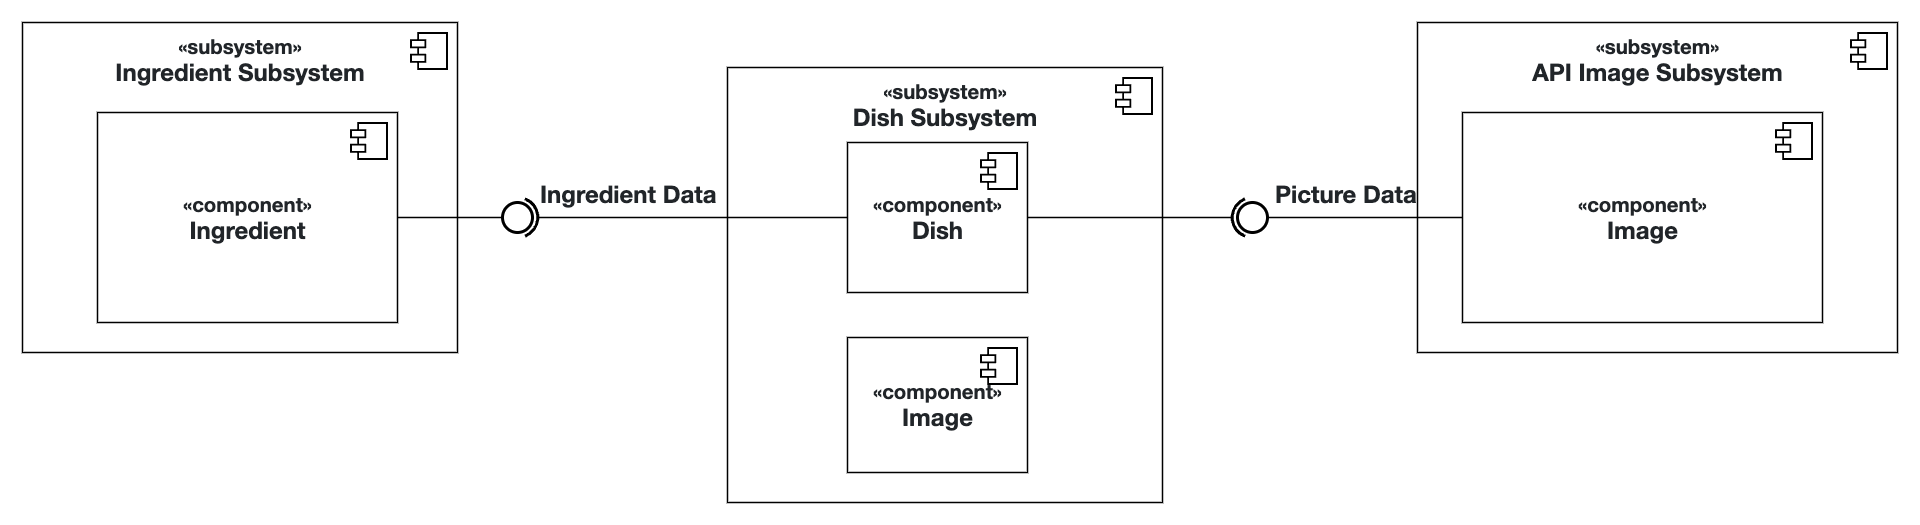 «subsystem»
Ingredient Subsystem
«component»
Ingredient
Ingredient Data
«subsystem»
Dish Subsystem
«component»
Dish
«component»
Image
Picture Data
«subsystem»
API Image Subsystem
«component»
Image